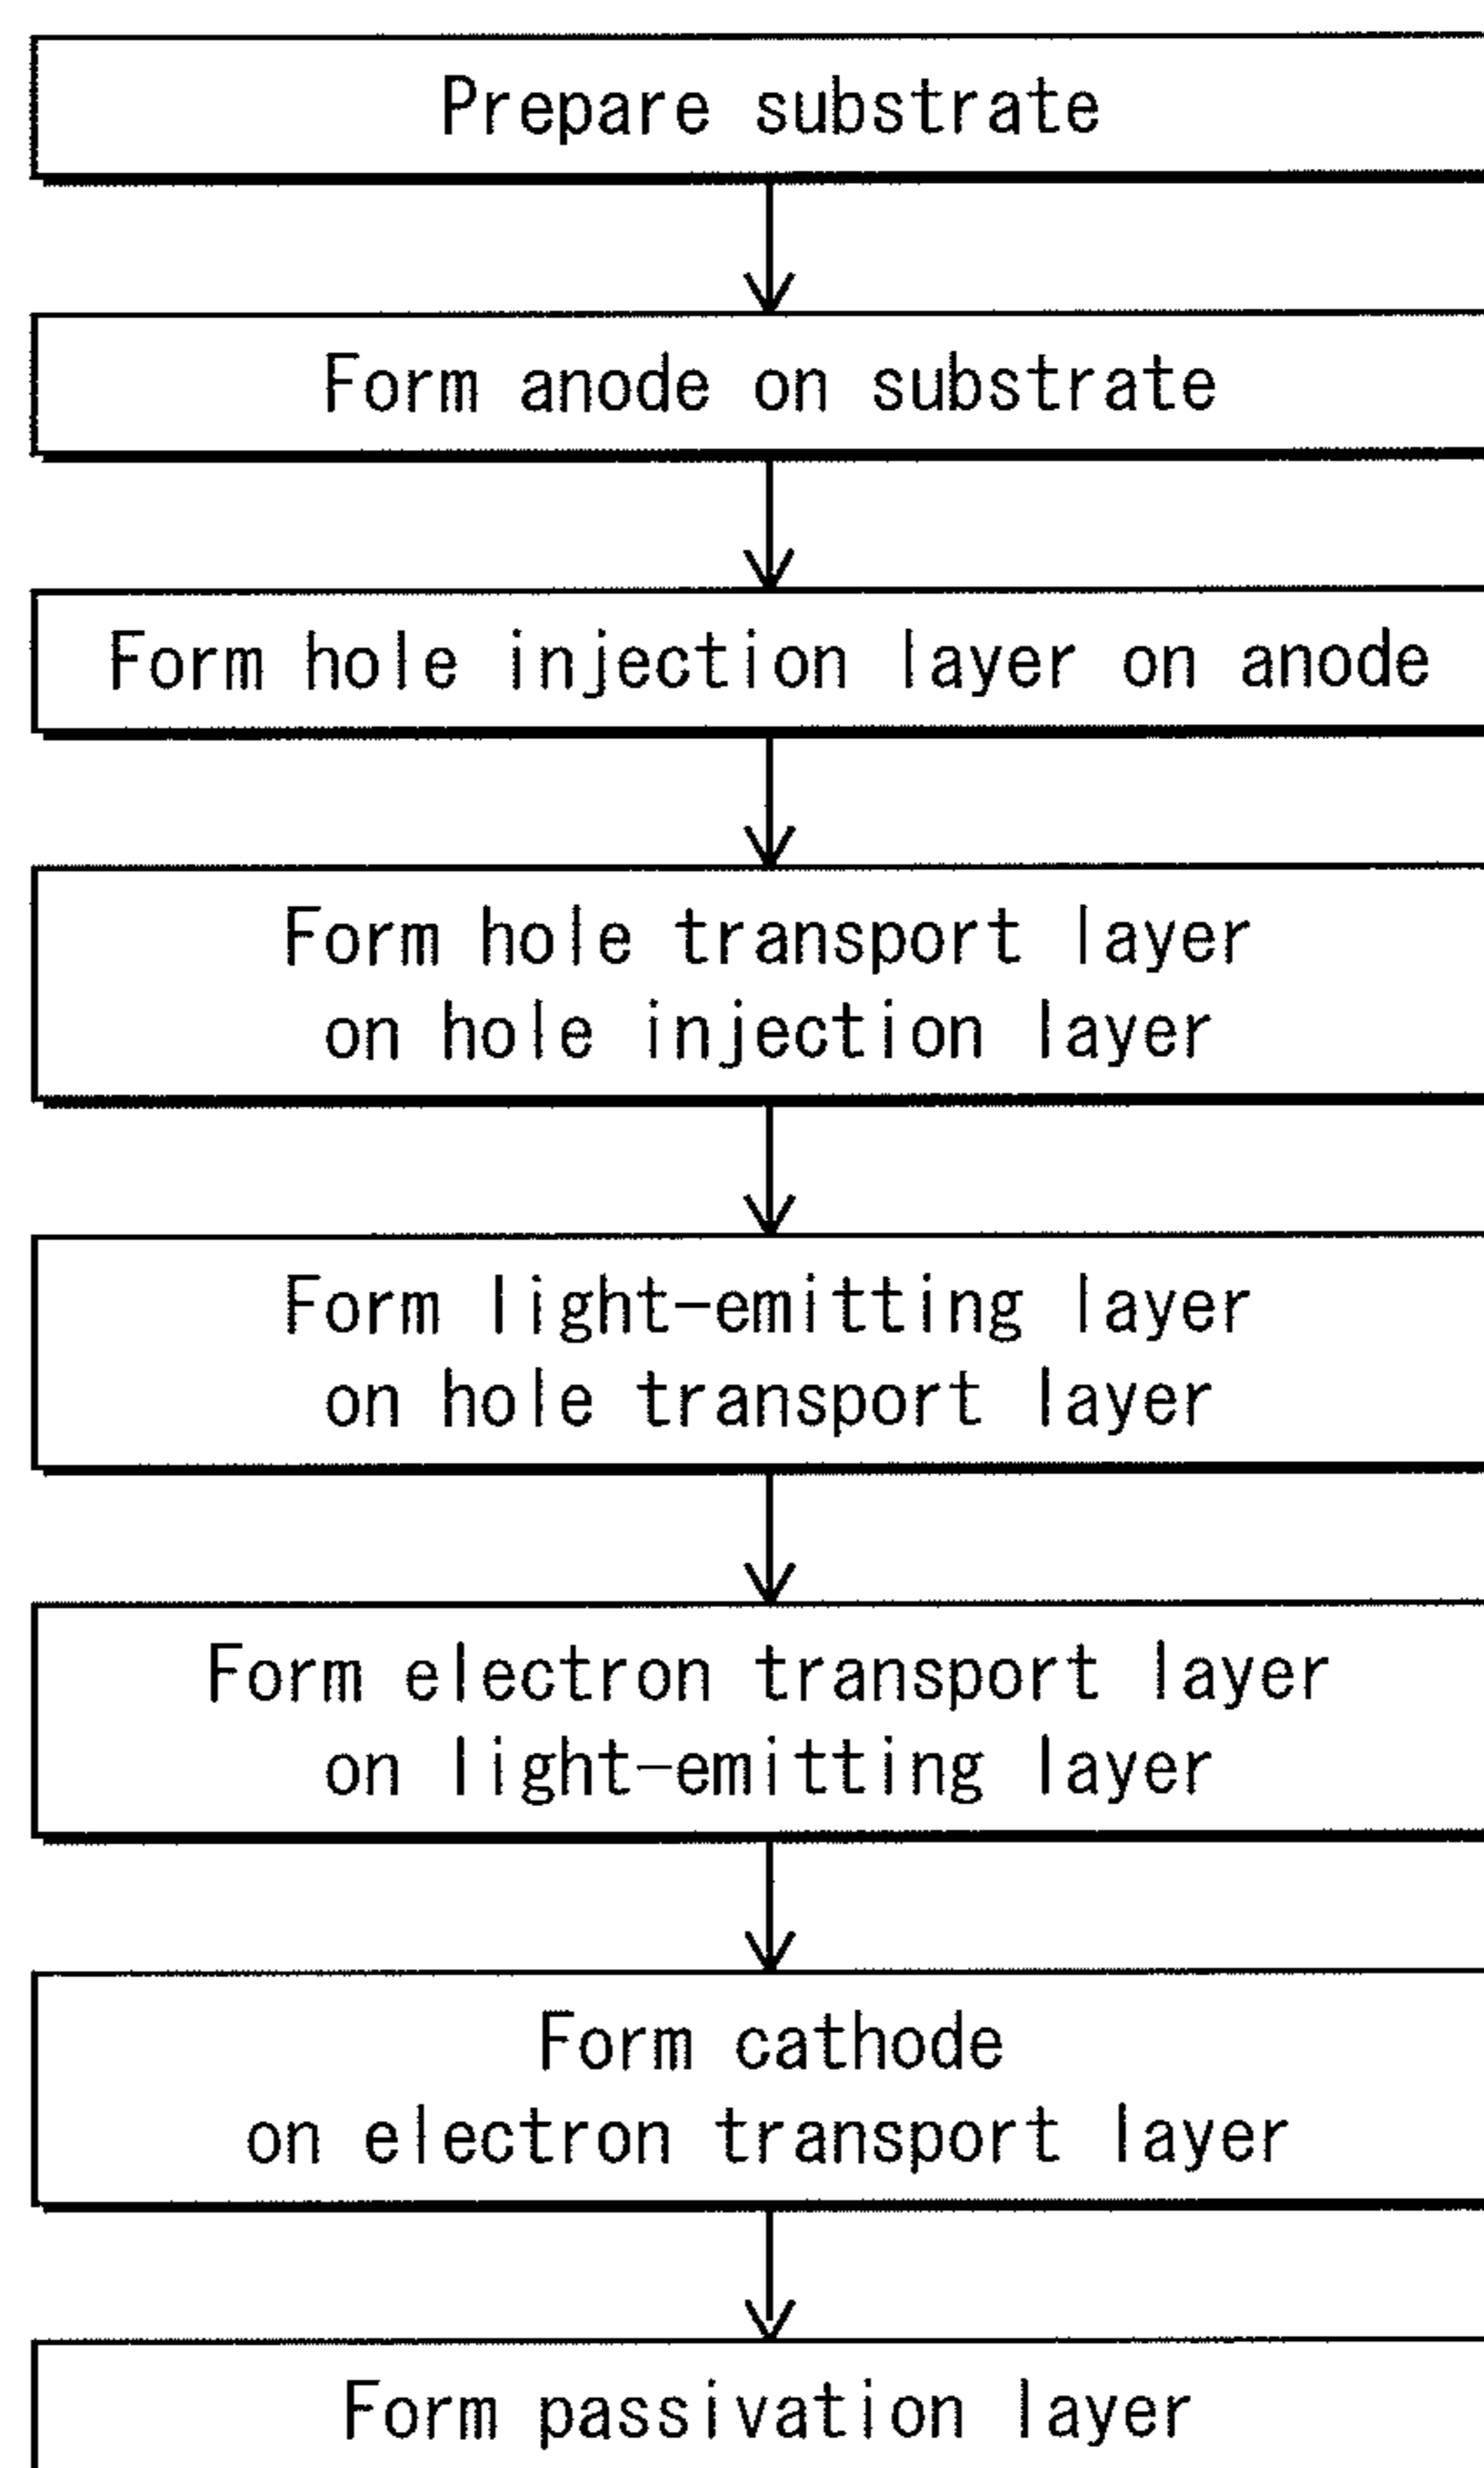 Prepare substrate
Form anode on substrate
Form hole injection layer on anode
Form hole transport layer
on hole injection layer
Form light-emitting layer
on hole transport layer
Form electron transport layer
on light-emitting layer
Form cathode
on electron transport layer
Form passivation layer